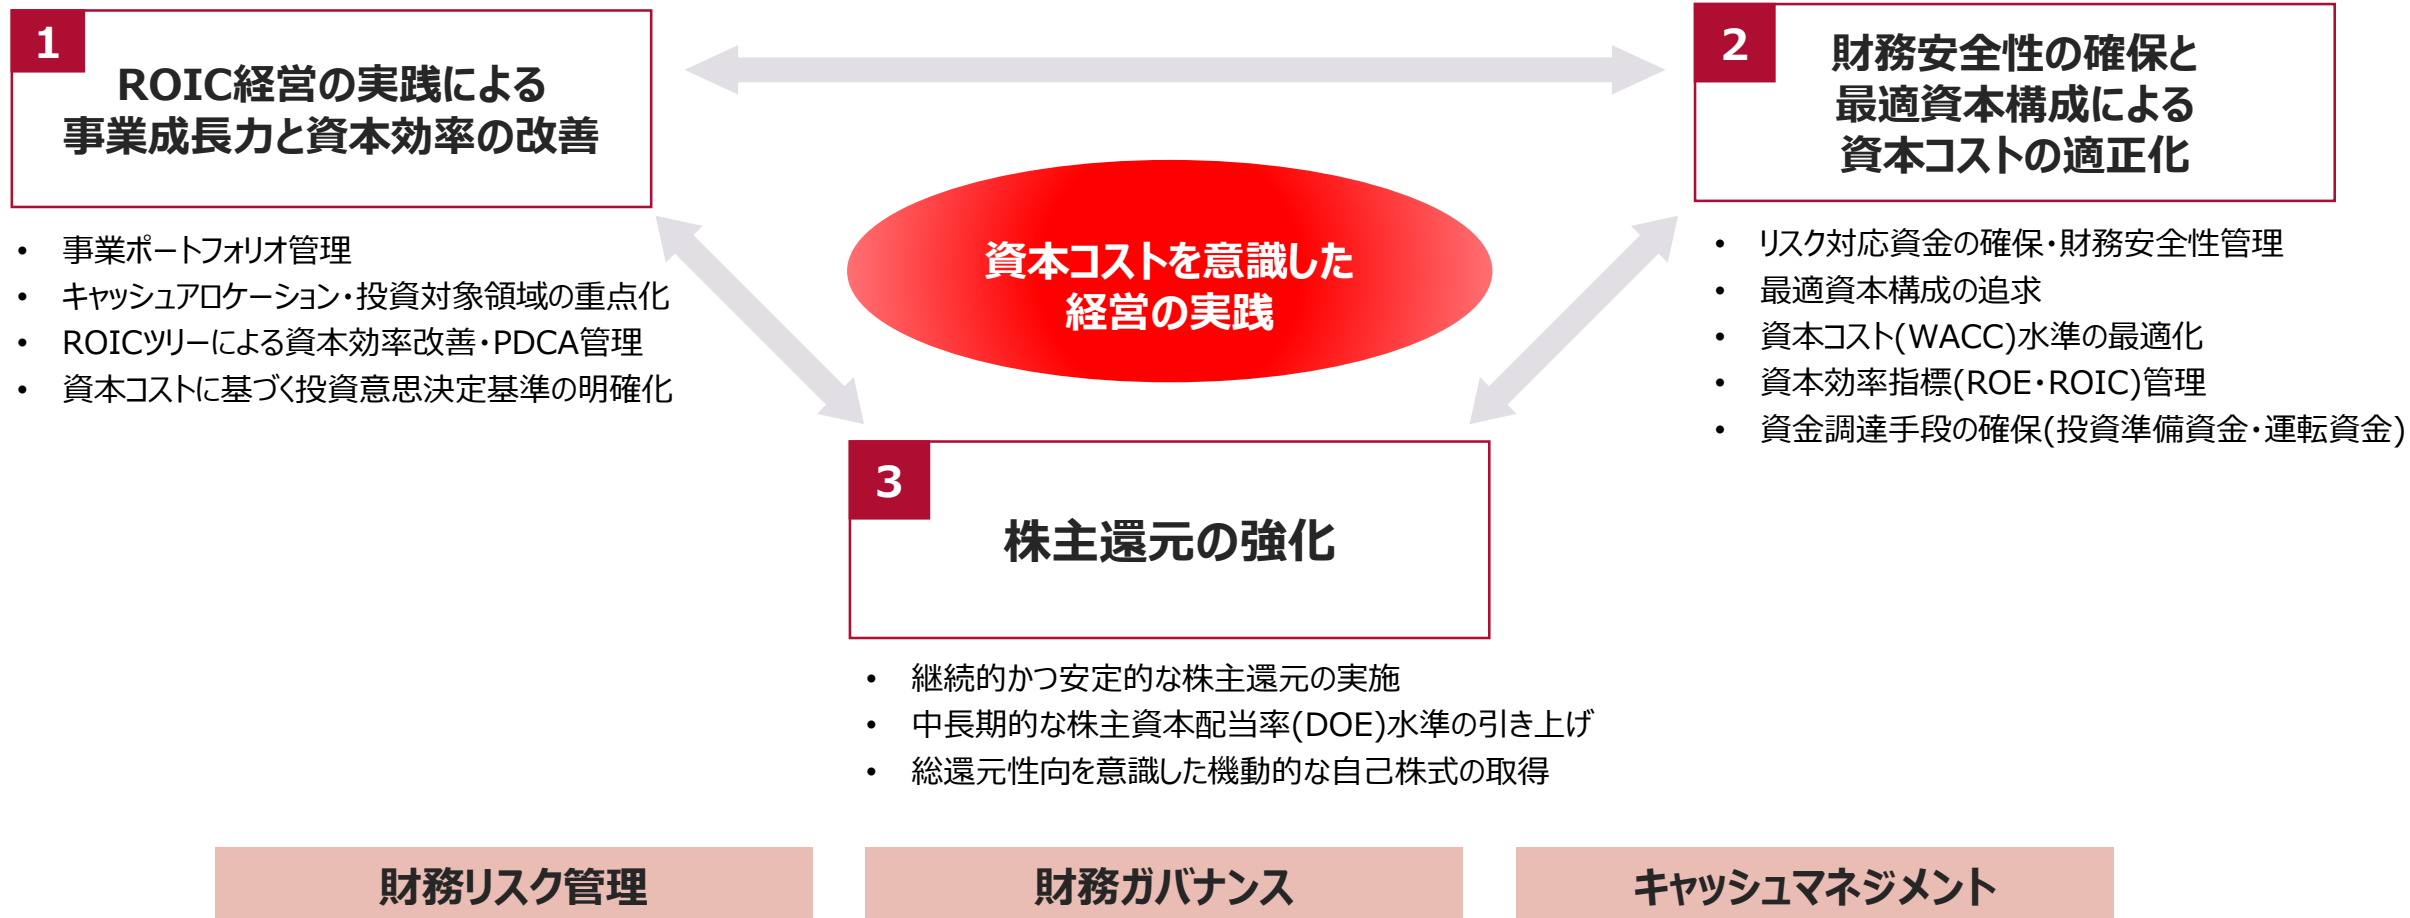 1
ROIC経営の実践による
事業成長力と資本効率の改善
• 事業ポートフォリオ管理
• キャッシュアロケーション・投資対象領域の重点化
• ROICツリーによる資本効率改善・PDCA管理
• 資本コストに基づく投資意思決定基準の明確化
2
財務安全性の確保と
最適資本構成による
資本コストの適正化
• リスク対応資金の確保・財務安全性管理
• 最適資本構成の追求
• 資本コスト(WACC)水準の最適化
• 資本効率指標(ROE・ROIC)管理
• 資金調達手段の確保(投資準備資金・運転資金)
資本コストを意識した
経営の実践
3
株主還元の強化
• 継続的かつ安定的な株主還元の実施
• 中長期的な株主資本配当率(DOE)水準の引き上げ
• 総還元性向を意識した機動的な自己株式の取得
財務リスク管理
財務ガバナンス
キャッシュマネジメント